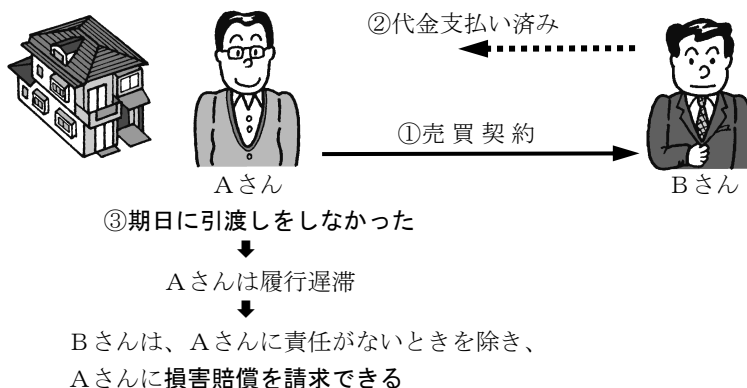 ②代金支払い済み
①売買契約
Aさん
Bさん
③期日に引渡しをしなかった
⬇
Aさんは履行遅滞
⬇
Bさんは、Aさんに責任がないときを除き、
Aさんに損害賠償を請求できる